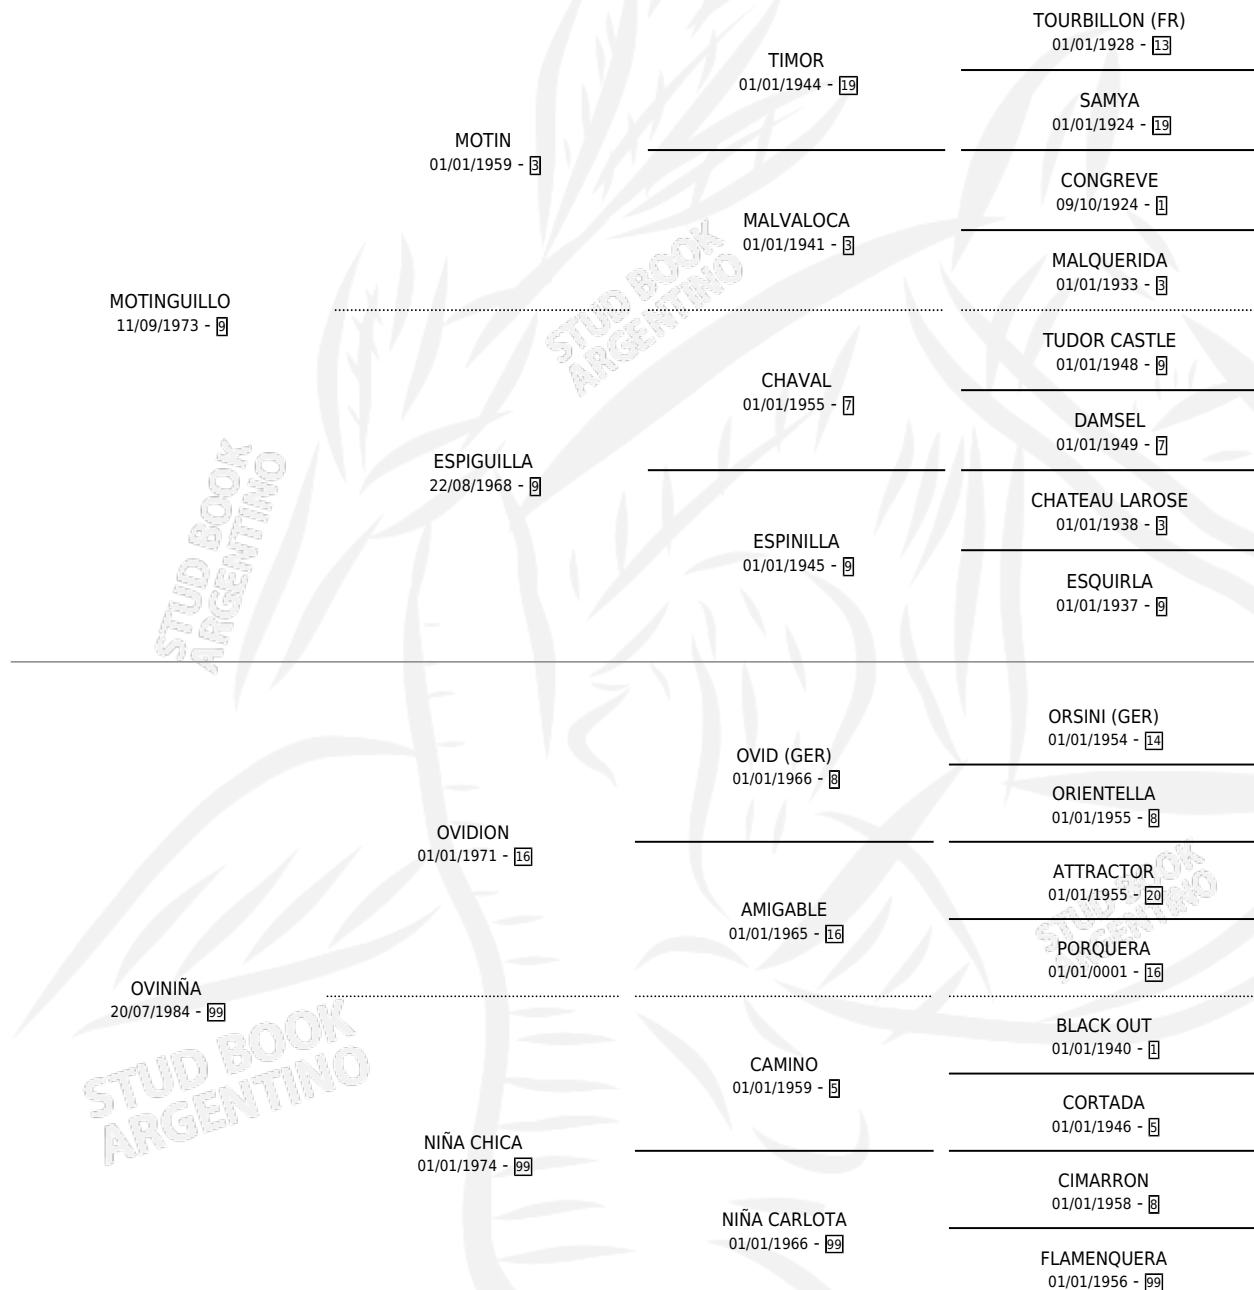 TOURBILLON (FR)
01/01/1928 - 13
TIMOR
01/01/1944 - 19
SAMYA
01/01/1924 - 19
MOTIN
01/01/1959 - 3
CONGREVE
09/10/1924 - 1
MALVALOCA
01/01/1941 - 3
MALQUERIDA
01/01/1933 - 3
MOTINGUILLO
11/09/1973 - 9
STUD BOOK
ARGENTINO
TUDOR CASTLE
01/01/1948 - 9
CHAVAL
01/01/1955 - 7
DAMSEL
01/01/1949 - 7
ESPIGUILLA
22/08/1968 - 9
CHATEAU LAROSE
01/01/1938 - 3
ESPINILLA
01/01/1945 - 9
ESQUIRLA
01/01/1937 - 9
STUD BOOK
ARGENTINO
ORSINI (GER)
01/01/1954 - 14
OVID (GER)
01/01/1966 - 8
ORIENTELLA
01/01/1955 - 8
OVIDION
01/01/1971 - 16
ATTRACTOR
01/01/1955 - 20
AMIGABLE
01/01/1965 - 16
PORQUERA
01/01/0001 - 16
STUD BOOK
ARGENTINO
OVINIÑA
20/07/1984 - 99
BLACK OUT
01/01/1940 - 1
CAMINO
01/01/1959 - 5
CORTADA
01/01/1946 - 5
STUD BOOK
ARGENTINO
NIÑA CHICA
01/01/1974 - 99
CIMARRON
01/01/1958 - 8
NIÑA CARLOTA
01/01/1966 - 99
FLAMENQUERA
01/01/1956 - 99